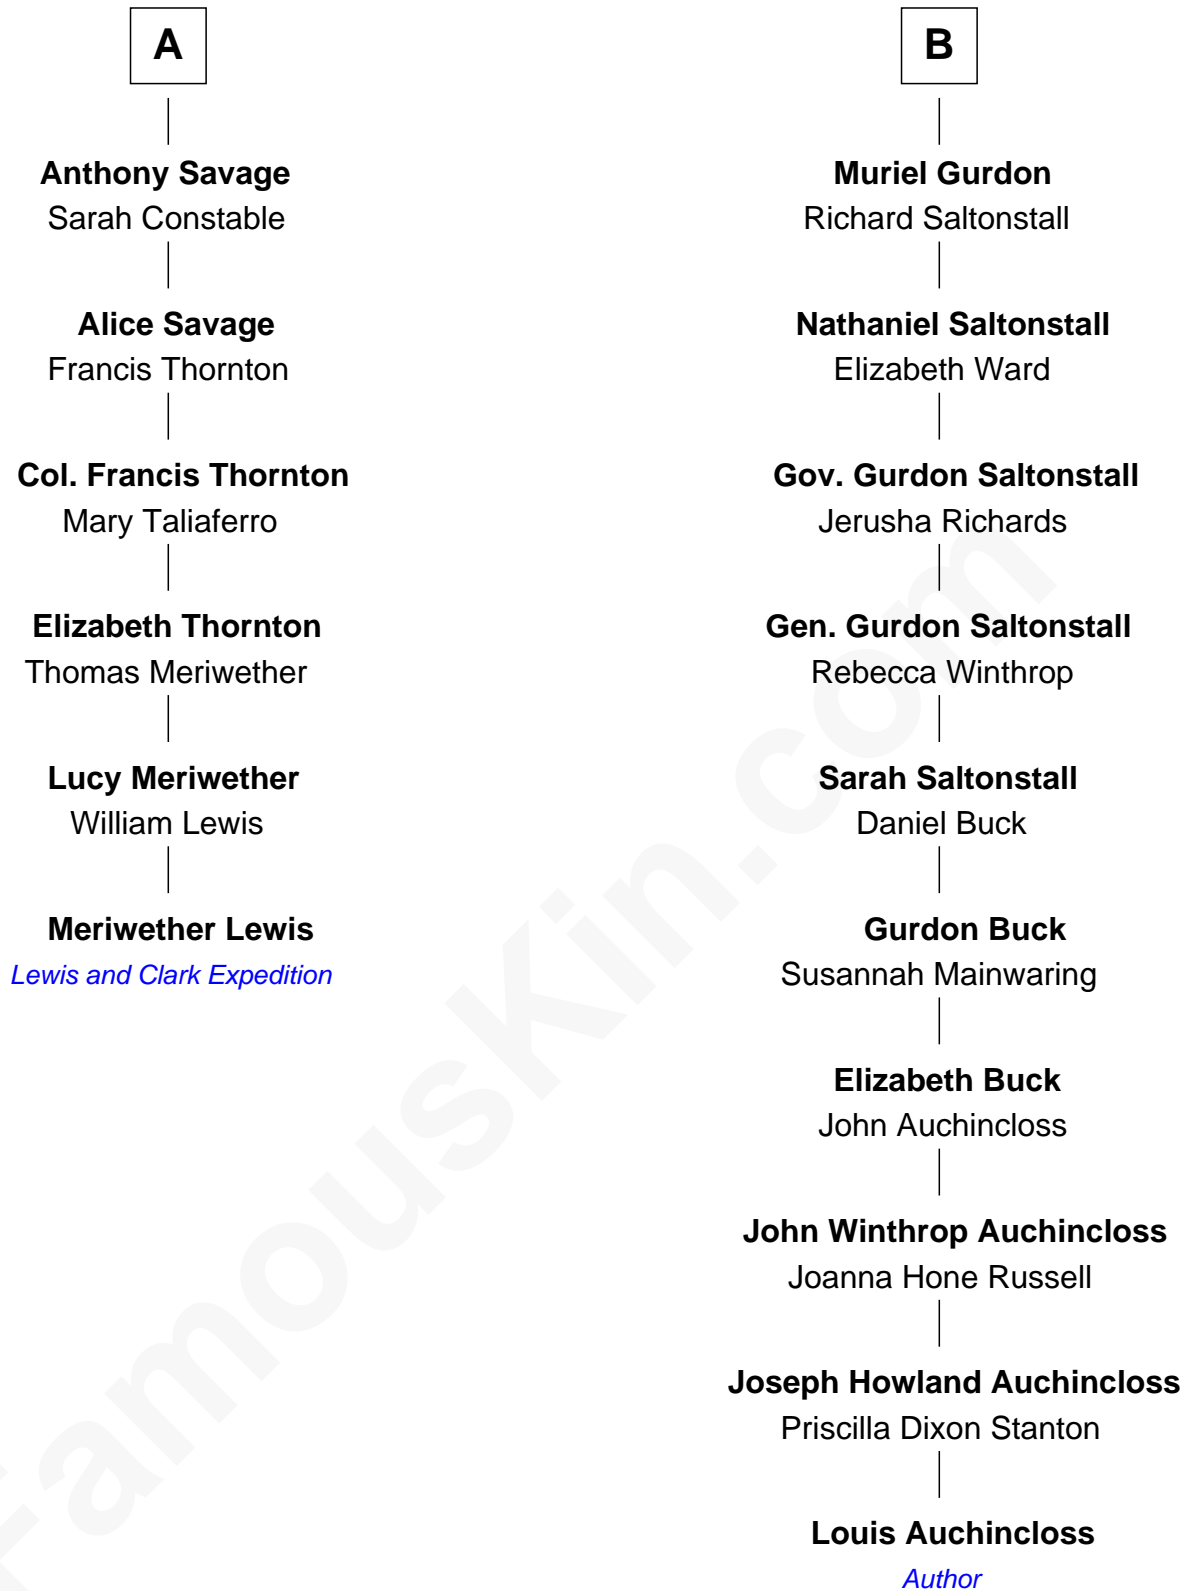 A
Anthony Savage
Sarah Constable
Alice Savage
Francis Thornton
Col. Francis Thornton
Mary Taliaferro
Elizabeth Thornton
Thomas Meriwether
Lucy Meriwether
William Lewis
Meriwether Lewis
Lewis and Clark Expedition
B
Muriel Gurdon
Richard Saltonstall
Nathaniel Saltonstall
Elizabeth Ward
Gov. Gurdon Saltonstall
Jerusha Richards
Gen. Gurdon Saltonstall
Rebecca Winthrop
Sarah Saltonstall
Daniel Buck
Gurdon Buck
Susannah Mainwaring
Elizabeth Buck
John Auchincloss
John Winthrop Auchincloss
Joanna Hone Russell
Joseph Howland Auchincloss
Priscilla Dixon Stanton
Louis Auchincloss
Author
FamousKin.com